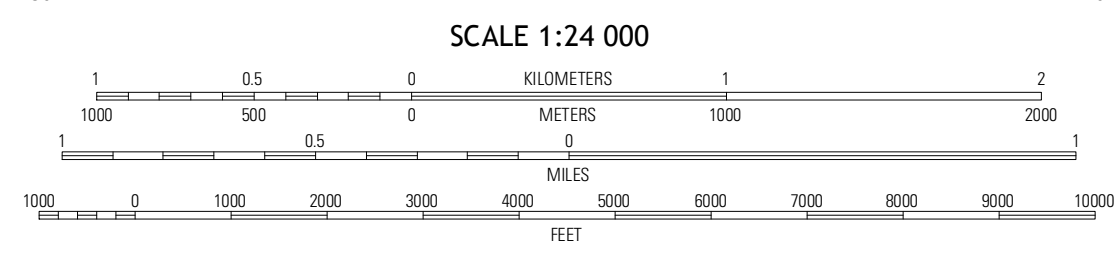 SCALE 1:24 000
1 0.5 0 KILOMETERS 1 2
1000 500 0 METERS 1000 2000
1 0.5 0 1
MILES
1000 0 1000 2000 3000 4000 5000 6000 7000 8000 9000 10000
FEET